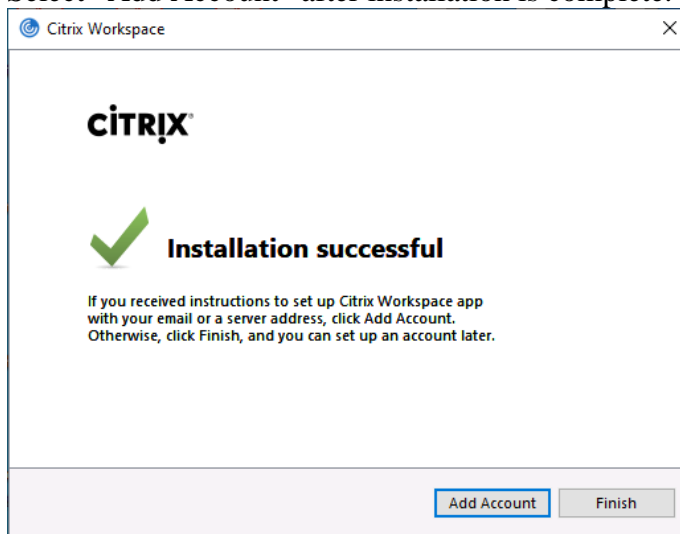 Select "Add Account" after installation is complete.
Citrix Workspace
citrix®
Installation successful
If you received instructions to set up Citrix Workspace app
with your email or a server address, click Add Account.
Otherwise, click Finish, and you can set up an account later.
Add Account
Finish